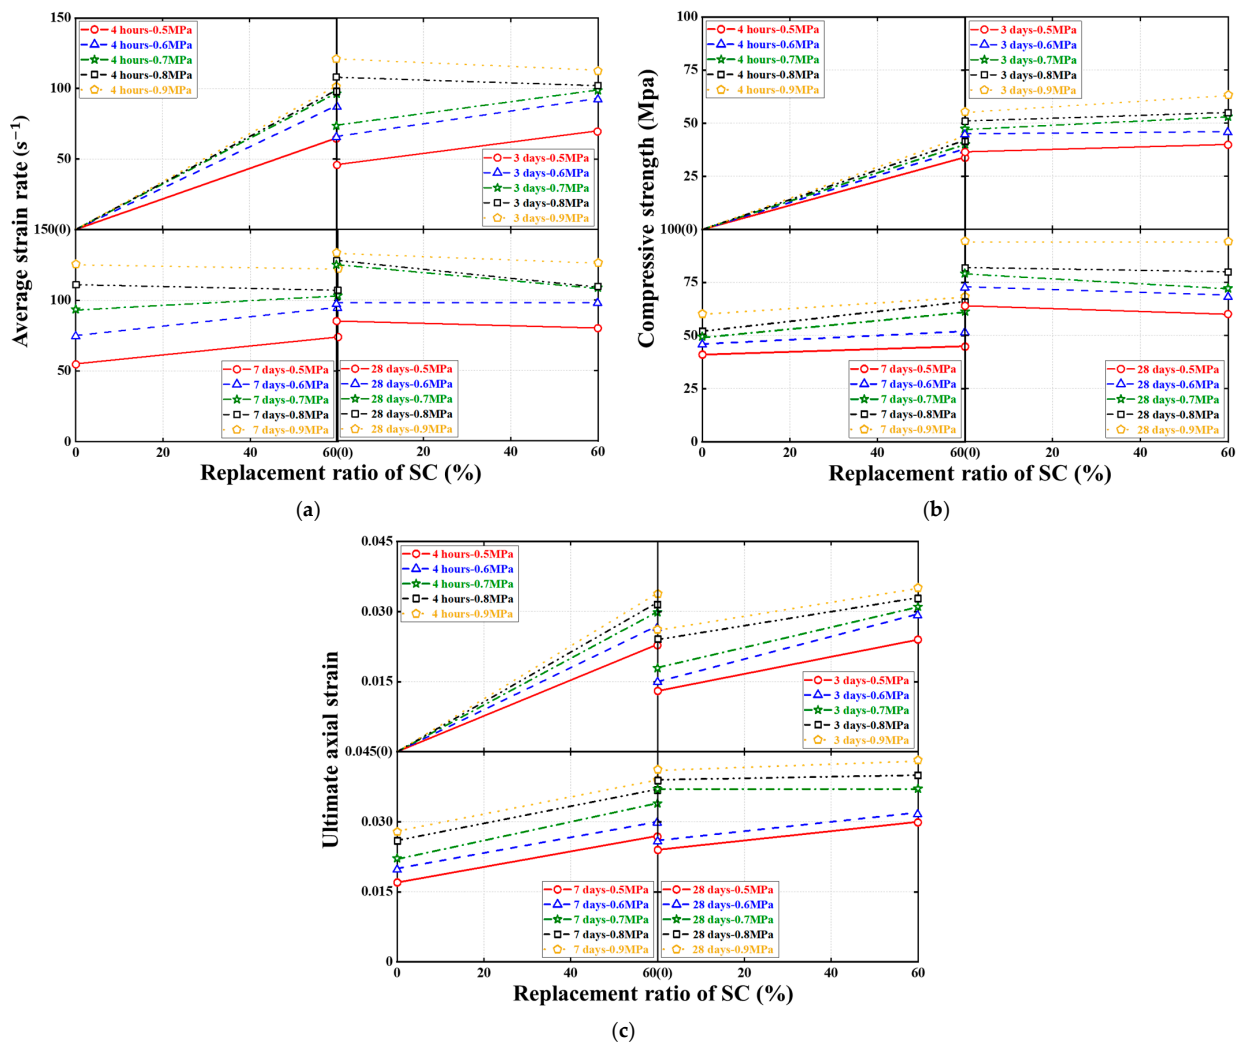 150
100
50
150(0)
100
50
0
Average strain rate (s−1)
4 hours-0.5MPa
4 hours-0.6MPa
4 hours-0.7MPa
4 hours-0.8MPa
4 hours-0.9MPa
3 days-0.5MPa
3 days-0.6MPa
3 days-0.7MPa
3 days-0.8MPa
3 days-0.9MPa
7 days-0.5MPa
7 days-0.6MPa
7 days-0.7MPa
7 days-0.8MPa
7 days-0.9MPa
28 days-0.5MPa
28 days-0.6MPa
28 days-0.7MPa
28 days-0.8MPa
28 days-0.9MPa
0 20 40 60(0) 20 40 60
Replacement ratio of SC (%)
(a)
100
75
50
25
100(0)
75
50
25
0
Compressive strength (Mpa)
4 hours-0.5MPa
4 hours-0.6MPa
4 hours-0.7MPa
4 hours-0.8MPa
4 hours-0.9MPa
3 days-0.5MPa
3 days-0.6MPa
3 days-0.7MPa
3 days-0.8MPa
3 days-0.9MPa
7 days-0.5MPa
7 days-0.6MPa
7 days-0.7MPa
7 days-0.8MPa
7 days-0.9MPa
28 days-0.5MPa
28 days-0.6MPa
28 days-0.7MPa
28 days-0.8MPa
28 days-0.9MPa
0 20 40 60(0) 20 40 60
Replacement ratio of SC (%)
(b)
0.045
0.030
0.015
0.045(0)
0.030
0.015
0
Ultimate axial strain
4 hours-0.5MPa
4 hours-0.6MPa
4 hours-0.7MPa
4 hours-0.8MPa
4 hours-0.9MPa
3 days-0.5MPa
3 days-0.6MPa
3 days-0.7MPa
3 days-0.8MPa
3 days-0.9MPa
7 days-0.5MPa
7 days-0.6MPa
7 days-0.7MPa
7 days-0.8MPa
7 days-0.9MPa
28 days-0.5MPa
28 days-0.6MPa
28 days-0.7MPa
28 days-0.8MPa
28 days-0.9MPa
0 20 40 60(0) 20 40 60
Replacement ratio of SC (%)
(c)